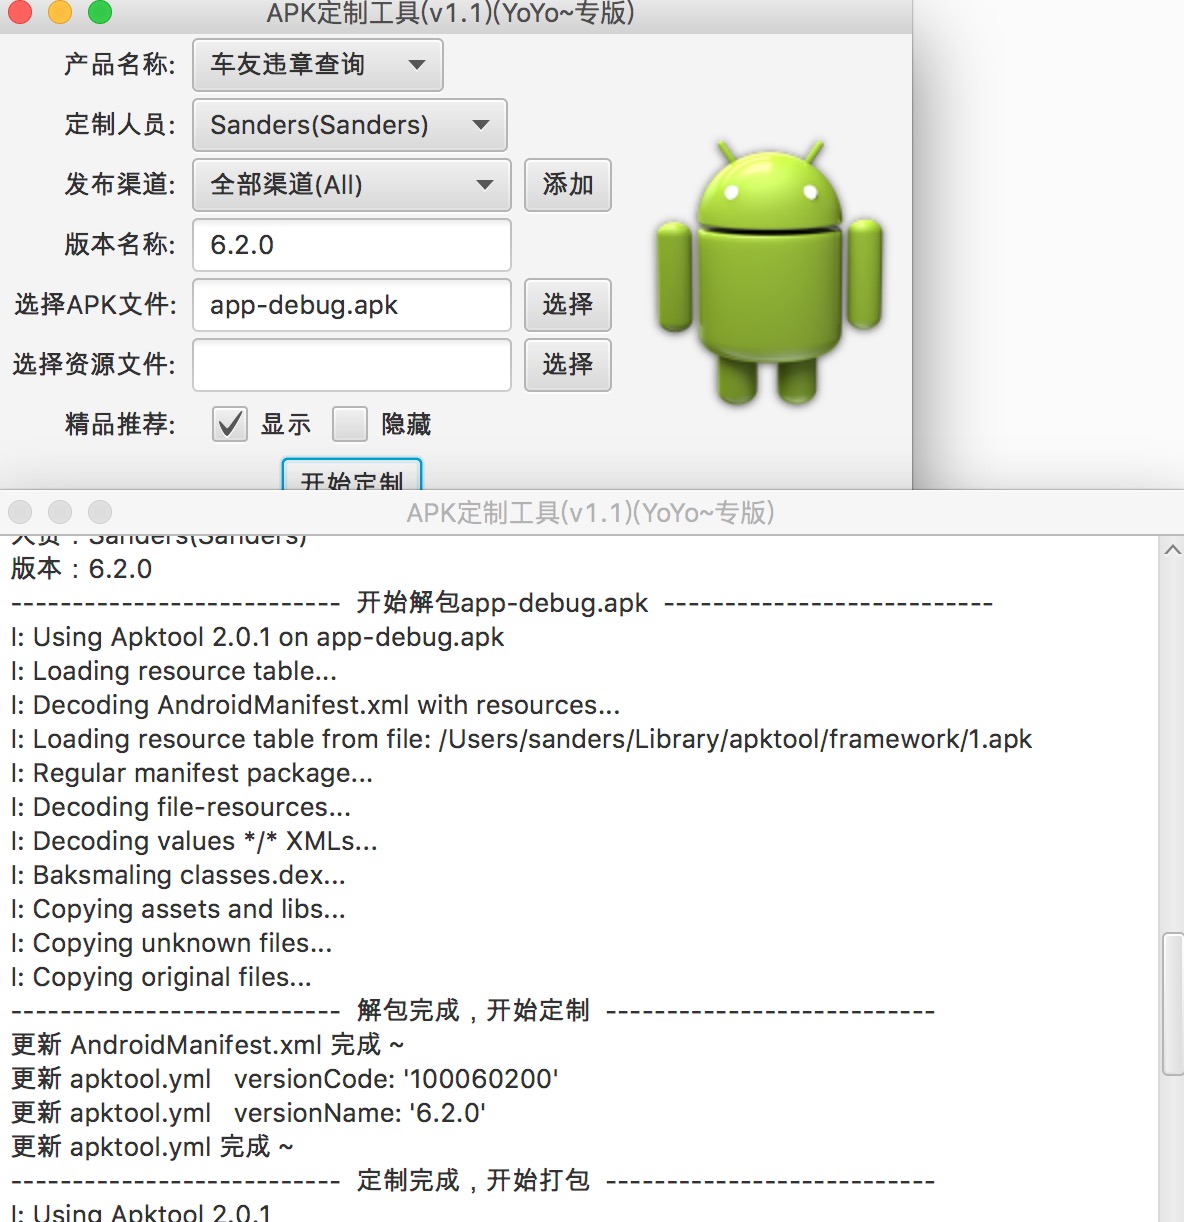 APK定制工具(v1.1)(YoYo~专版)
产品名称: 车友违章查询
定制人员: Sanders(Sanders)
发布渠道: 全部渠道(All) 添加
版本名称: 6.2.0
选择APK文件: app-debug.apk 选择
选择资源文件: 选择
精品推荐: 显示 隐藏
开始定制
APK定制工具(v1.1)(YoYo~专版)
人员：Sanders(Sanders)
版本：6.2.0
--------------------------- 开始解包app-debug.apk ---------------------------
I: Using Apktool 2.0.1 on app-debug.apk
I: Loading resource table...
I: Decoding AndroidManifest.xml with resources...
I: Loading resource table from file: /Users/sanders/Library/apktool/framework/1.apk
I: Regular manifest package...
I: Decoding file-resources...
I: Decoding values */* XMLs...
I: Baksmaling classes.dex...
I: Copying assets and libs...
I: Copying unknown files...
I: Copying original files...
--------------------------- 解包完成，开始定制 ---------------------------
更新 AndroidManifest.xml 完成 ~
更新 apktool.yml   versionCode: '100060200'
更新 apktool.yml   versionName: '6.2.0'
更新 apktool.yml 完成 ~
--------------------------- 定制完成，开始打包 ---------------------------
I: Using Apktool 2.0.1